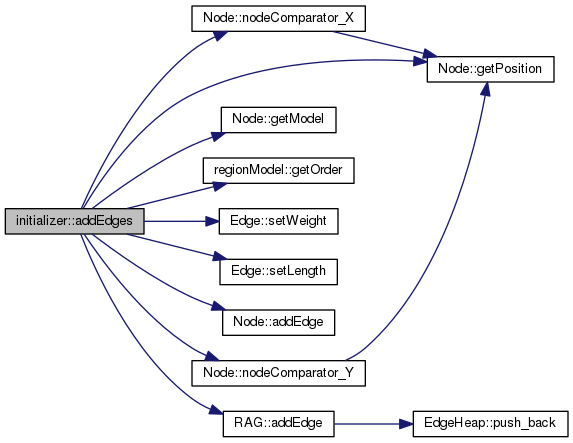 Node::nodeComparator_X
Node::getPosition
Node::getModel
regionModel::getOrder
initializer::addEdges
Edge::setWeight
Edge::setLength
Node::addEdge
Node::nodeComparator_Y
RAG::addEdge
EdgeHeap::push_back